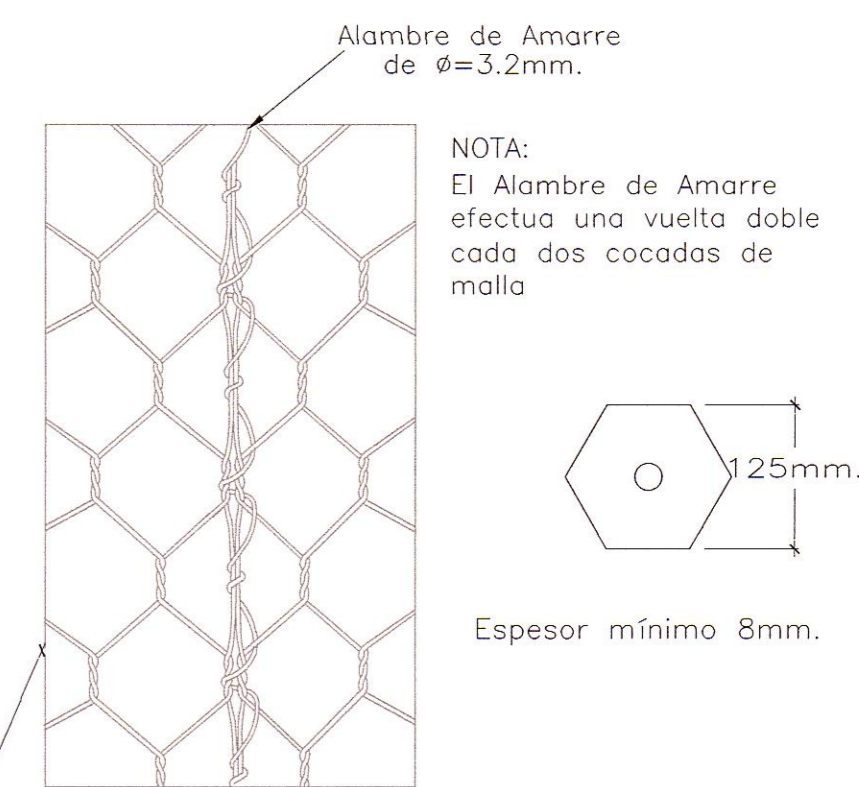 Alambre de Amarre
de Ø=3.2mm.
NOTA:
El Alambre de Amarre
efectua una vuelta doble
cada dos cocadas de
malla
125mm.
Espesor mínimo 8mm.